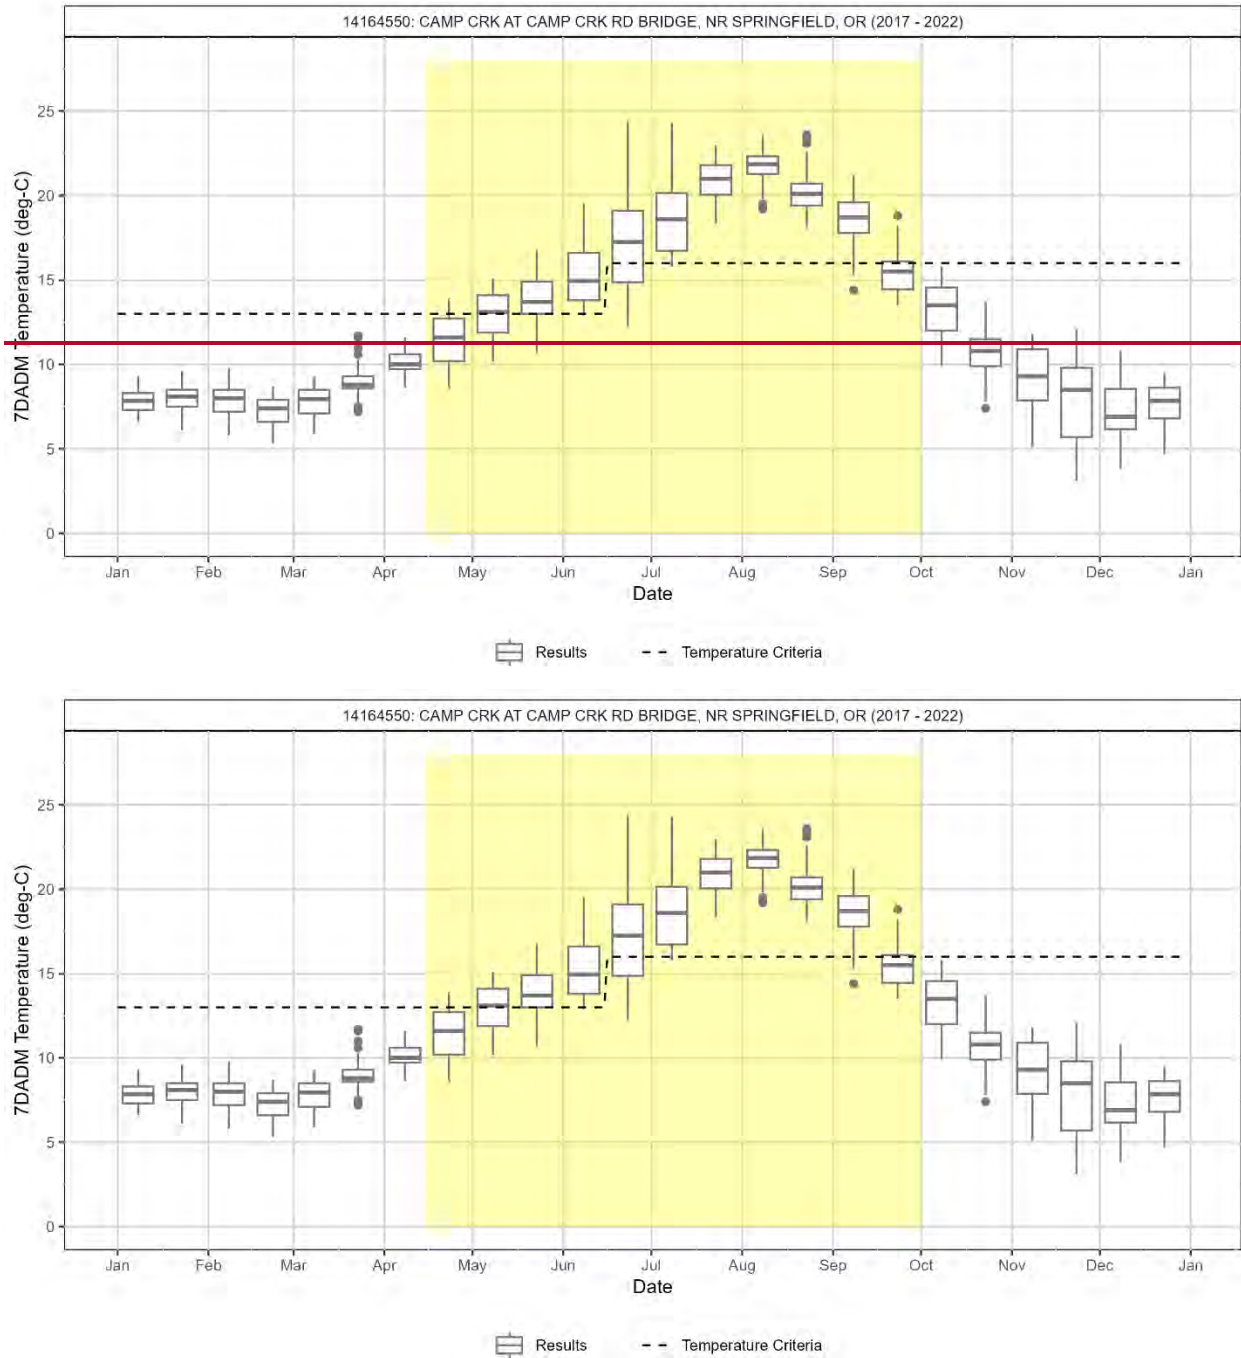 14164550: CAMP CRK AT CAMP CRK RD BRIDGE, NR SPRINGFIELD, OR (2017 - 2022)
25
20
15
10
5
0
7DADM Temperature (deg-C)
Jan Feb Mar Apr May Jun Jul Aug Sep Oct Nov Dec Jan
Date
Results Temperature Criteria
14164550: CAMP CRK AT CAMP CRK RD BRIDGE, NR SPRINGFIELD, OR (2017 - 2022)
25
20
15
10
5
0
7DADM Temperature (deg-C)
Jan Feb Mar Apr May Jun Jul Aug Sep Oct Nov Dec Jan
Date
Results Temperature Criteria